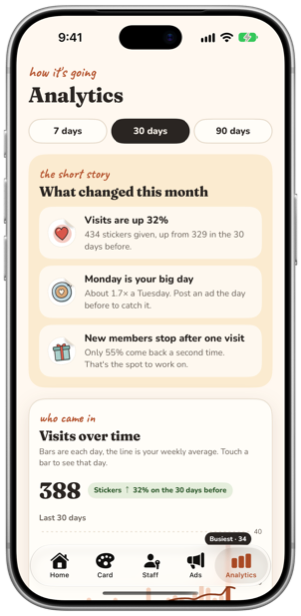 9:41
how it's going
Analytics
7 days
30 days
90 days
the short story
What changed this month
Visits are up 32%
434 stickers given, up from 329 in the 30
days before.
Monday is your big day
About 1.7× a Tuesday. Post an ad the day
before to catch it.
New members stop after one visit
Only 55% come back a second time.
That's the spot to work on.
who came in
Visits over time
Bars are each day, the line is your weekly average. Touch a
bar to see that day.
388
Stickers ↑ 32% on the 30 days before
Last 30 days
Busiest · 34
40
Home
Card
Staff
Ads
Analytics